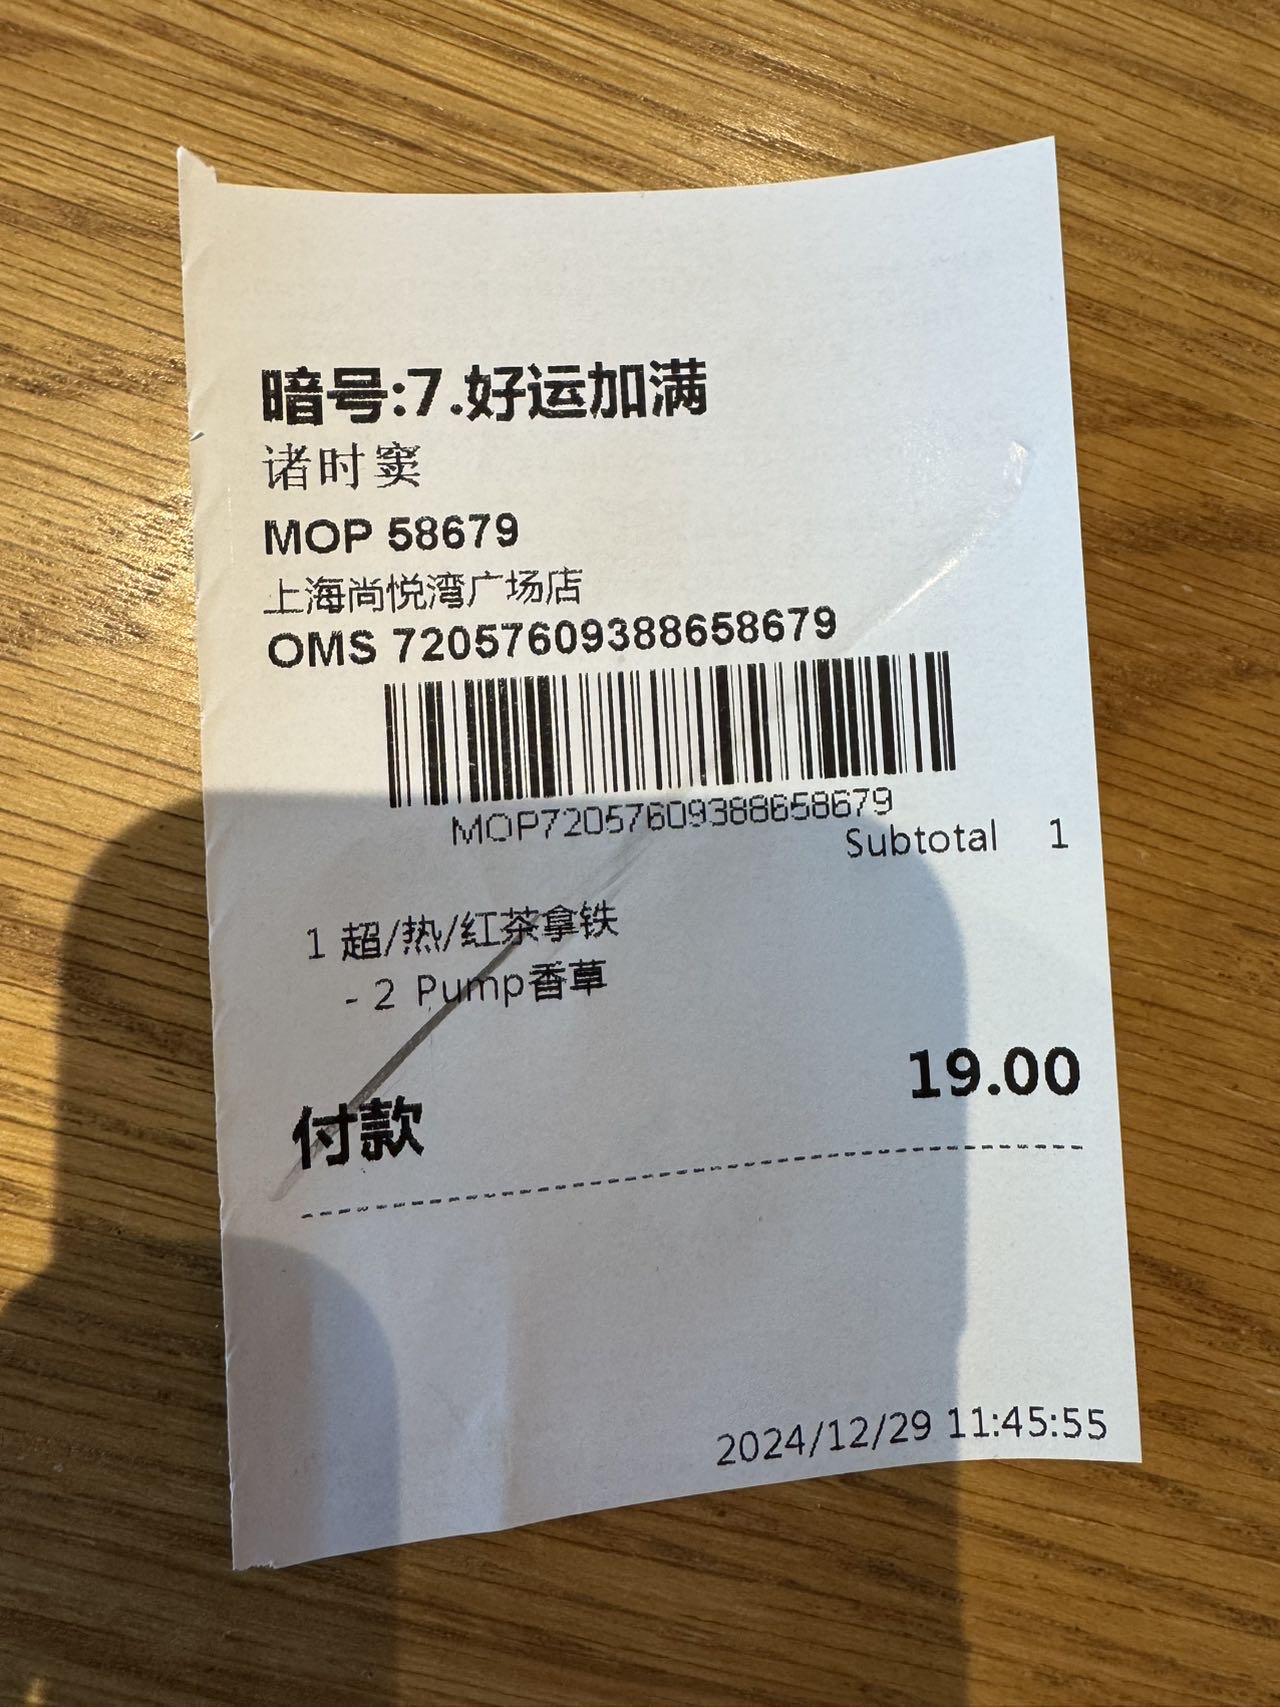 暗号:7.好运加满
诸时窦
MOP 58679
上海尚悦湾广场店
OMS 72057609388658679
MOP72057609388658679
Subtotal 1
1 超/热/红茶拿铁
- 2 Pump香草
19.00
付款
2024/12/29 11:45:55